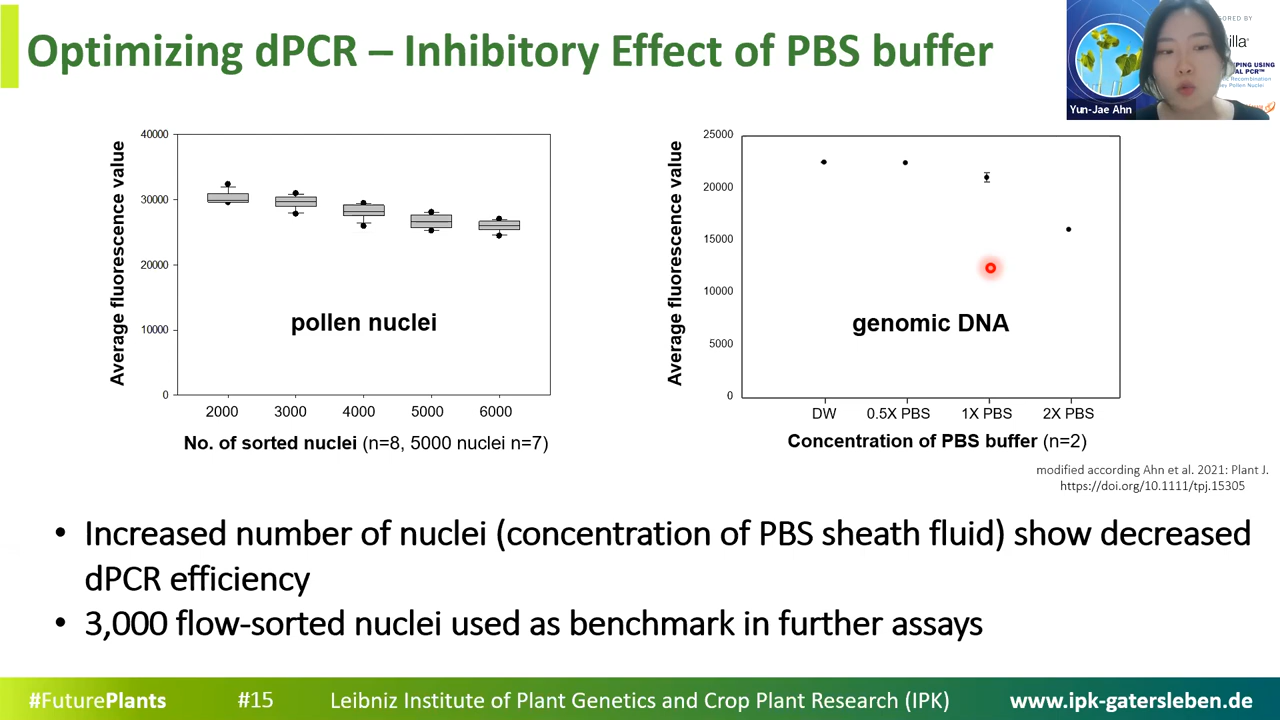 Optimizing dPCR – Inhibitory Effect of PBS buffer
Yun-Jae Ahn
Average fluorescence value
40000
30000
20000
10000
0
pollen nuclei
2000 3000 4000 5000 6000
No. of sorted nuclei (n=8, 5000 nuclei n=7)
Average fluorescence value
25000
20000
15000
10000
5000
0
genomic DNA
DW 0.5X PBS 1X PBS 2X PBS
Concentration of PBS buffer (n=2)
modified according Ahn et al. 2021: Plant J.
https://doi.org/10.1111/tpj.15305
• Increased number of nuclei (concentration of PBS sheath fluid) show decreased
dPCR efficiency
• 3,000 flow-sorted nuclei used as benchmark in further assays
#FuturePlants #15 Leibniz Institute of Plant Genetics and Crop Plant Research (IPK) www.ipk-gatersleben.de